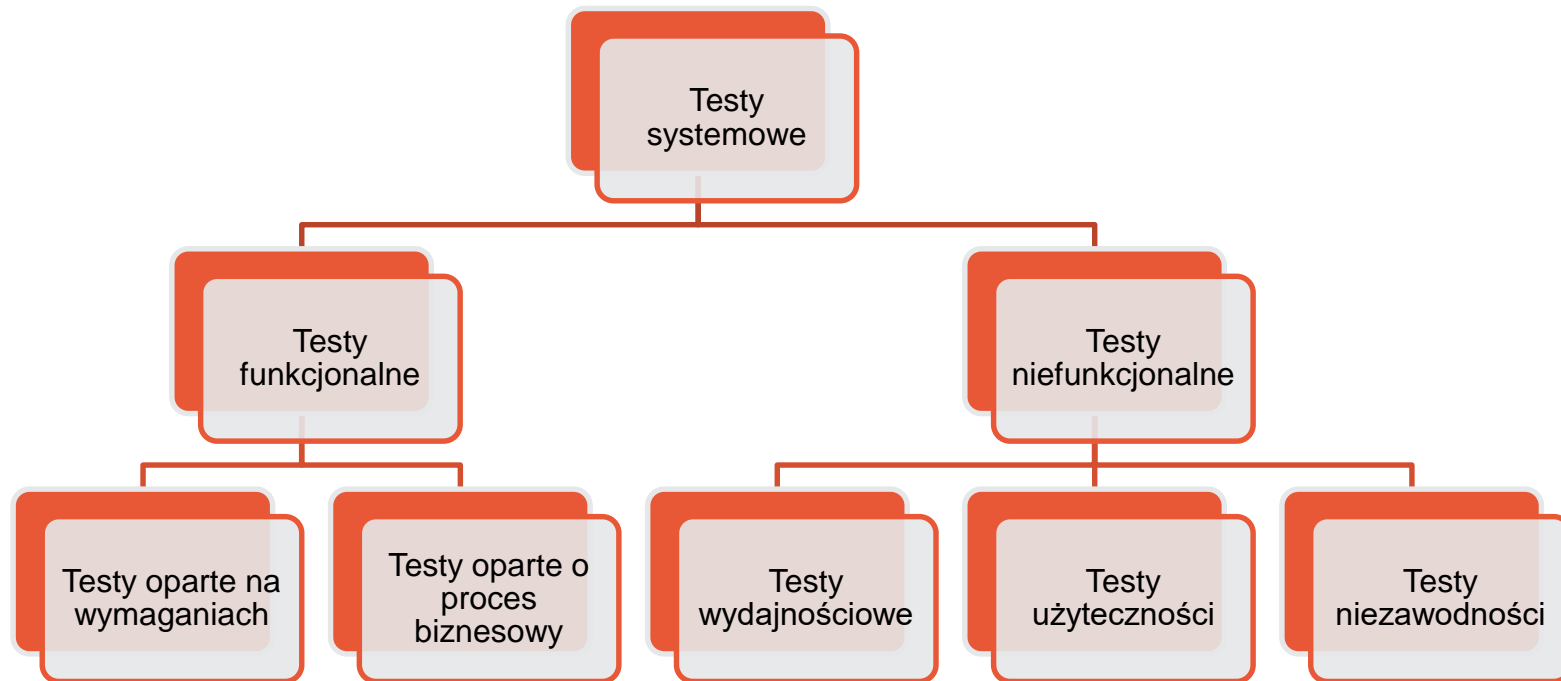 Testy
systemowe
Testy
funkcjonalne
Testy
niefunkcjonalne
Testy oparte na
wymaganiach
Testy oparte o
proces
biznesowy
Testy
wydajnościowe
Testy
użyteczności
Testy
niezawodności